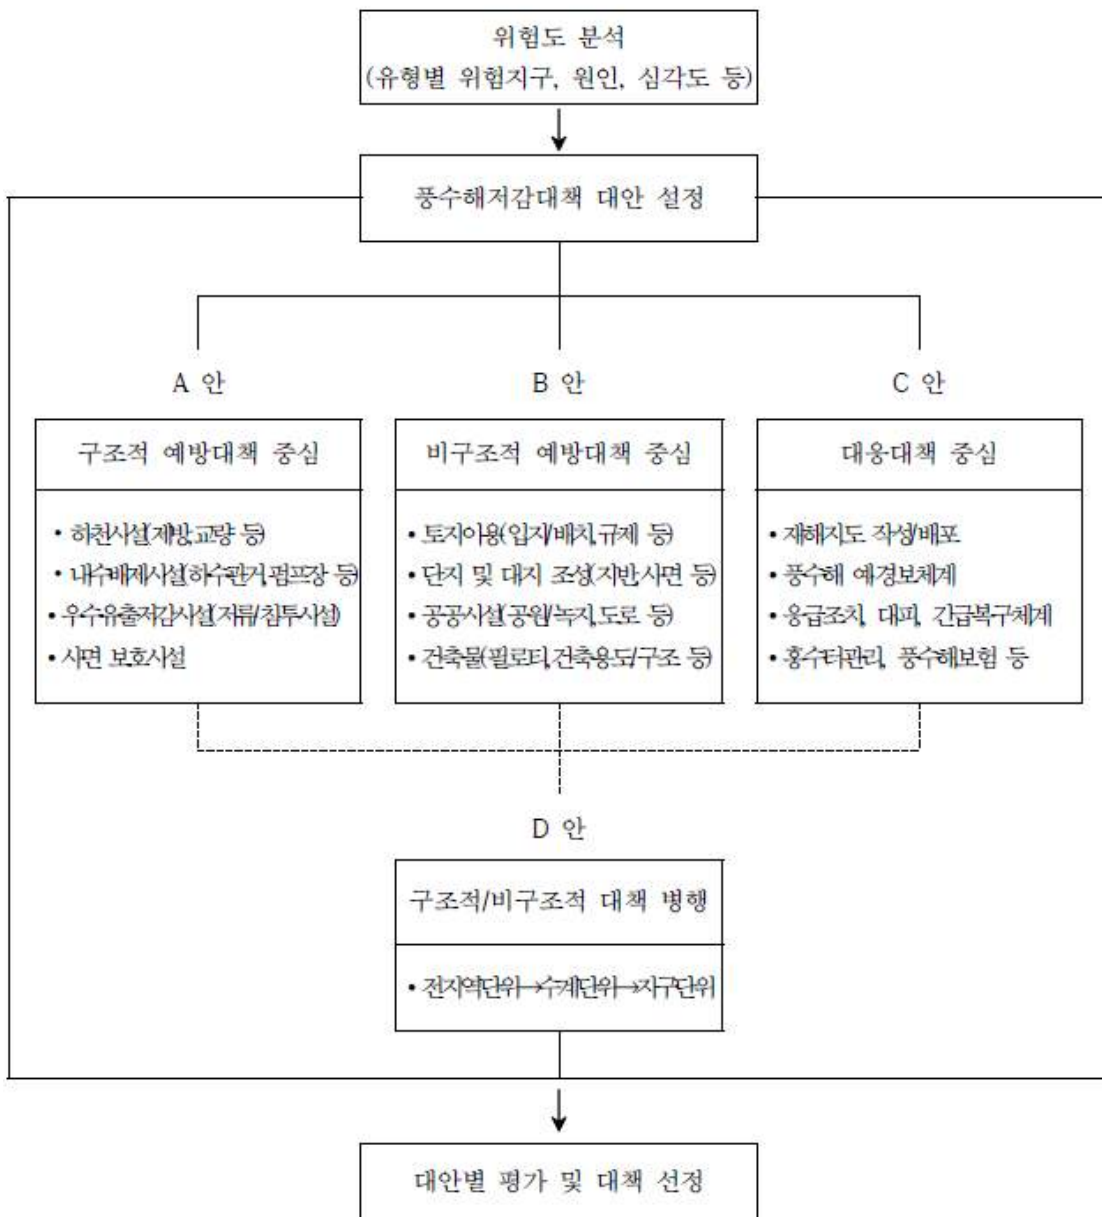 위험도 분석
(유형별 위험지구, 원인, 심각도 등)
풍수해저감대책 대안 설정
A 안
구조적 예방대책 중심
• 하천시설(제방,교량 등)
• 내수배제시설(하수관거,펌프장 등)
• 우수유출저감시설(저류/침투시설)
• 사면 보호시설
B 안
비구조적 예방대책 중심
• 토지이용(입지/배치,규제 등)
• 단지 및 대지 조성(지반,사면 등)
• 공공시설(공원/녹지,도로 등)
• 건축물(필로티,건축용도/구조 등)
C 안
대응대책 중심
• 재해지도 작성/배포
• 풍수해 예·경보체계
• 응급조치, 대피, 긴급복구체계
• 홍수터관리, 풍수해보험 등
D 안
구조적/비구조적 대책 병행
• 전지역단위→수계단위→지구단위
대안별 평가 및 대책 선정